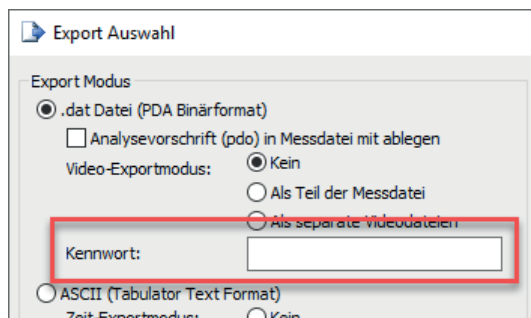 Export Auswahl
Export Modus
.dat Datei (PDA Binärformat)
Analysevorschrift (pdo) in Messdatei mit ablegen
Video-Exportmodus: Kein
Als Teil der Messdatei
Als separate Videodateien
Kennwort:
ASCII (Tabulator Text Format)
Zeit-Exportmodus: Kein